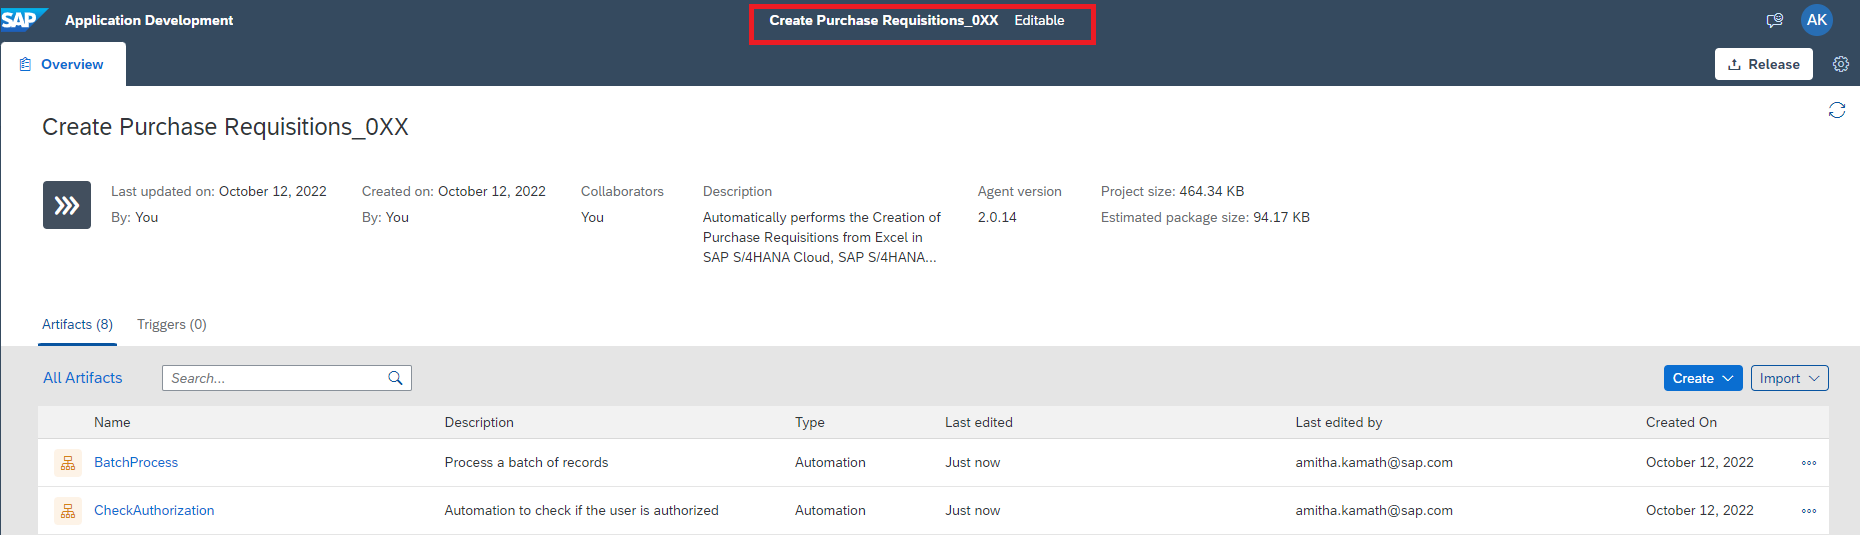 SAP Application Development Create Purchase Requisitions_0XX Editable AK
Overview Release
Create Purchase Requisitions_0XX
Last updated on: October 12, 2022 Created on: October 12, 2022 Collaborators Description Agent version Project size: 464.34 KB
By: You By: You You Automatically performs the Creation of 2.0.14 Estimated package size: 94.17 KB
Purchase Requisitions from Excel in
SAP S/4HANA Cloud, SAP S/4HANA...
Artifacts (8) Triggers (0)
All Artifacts Search... Create Import
Name Description Type Last edited Last edited by Created On
BatchProcess Process a batch of records Automation Just now amitha.kamath@sap.com October 12, 2022
CheckAuthorization Automation to check if the user is authorized Automation Just now amitha.kamath@sap.com October 12, 2022